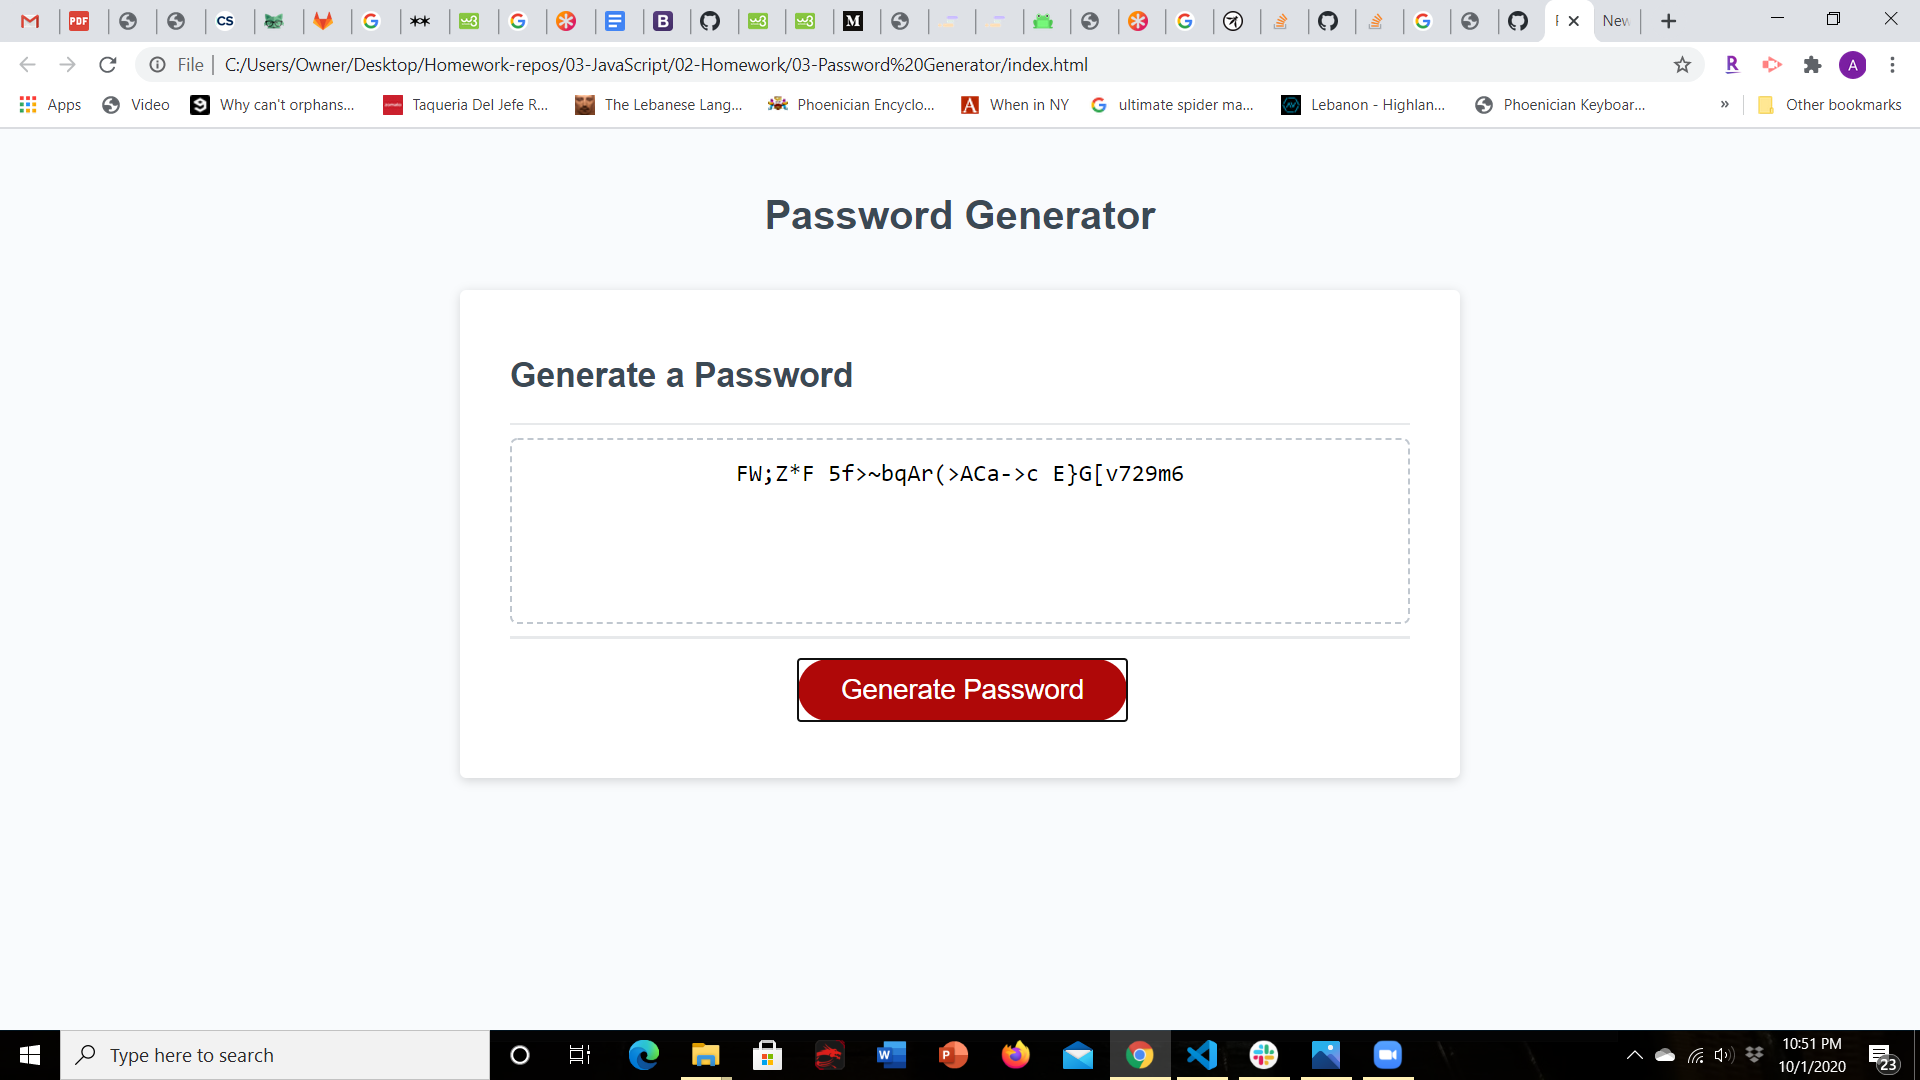 PDF
CS
New
File
C:/Users/Owner/Desktop/Homework-repos/03-JavaScript/02-Homework/03-Password%20Generator/index.html
A
Apps
Video
Why can't orphans...
Taqueria Del Jefe R...
The Lebanese Lang...
Phoenician Encyclo...
When in NY
ultimate spider ma...
Lebanon - Highlan...
Phoenician Keyboar...
»
Other bookmarks
Password Generator
Generate a Password
FW;Z*F 5f>~bqAr(>ACa->c E}G[v729m6
Generate Password
Type here to search
10:51 PM
10/1/2020
23